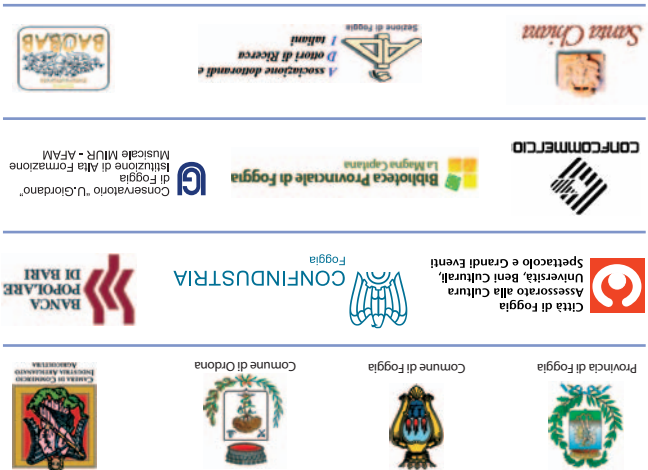 Provincia di Foggia
Comune di Foggia
Comune di Ordona
CAMERA DI COMMERCIO
INDUSTRIA ARTIGIANATO
AGRICOLTURA
Città di Foggia
Assessorato alla Cultura
Università, Beni Culturali,
Spettacolo e Grandi Eventi
CONFINDUSTRIA
Foggia
BANCA
POPOLARE
DI BARI
CONFCOMMERCIO
Biblioteca Provinciale di Foggia
La Magna Capitana
Conservatorio "U.Giordano"
di Foggia
Istituzione di Alta Formazione
Musicale MIUR - AFAM
Santa Chiara
Associazione dottorandi e
Dottori di Ricerca
Italiani
Sezione di Foggia
BAOBAB